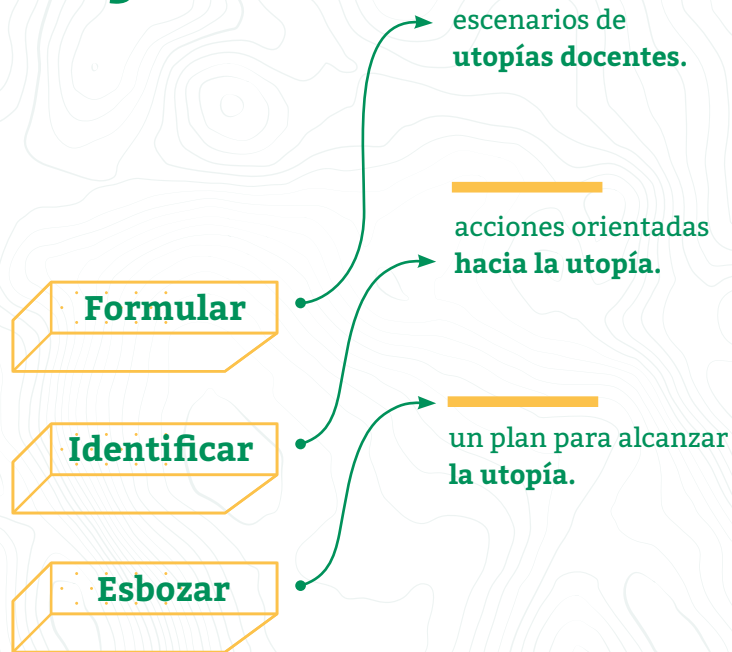 escenarios de
utopías docentes.
acciones orientadas
hacia la utopía.
Formular
Identificar
un plan para alcanzar
la utopía.
Esbozar